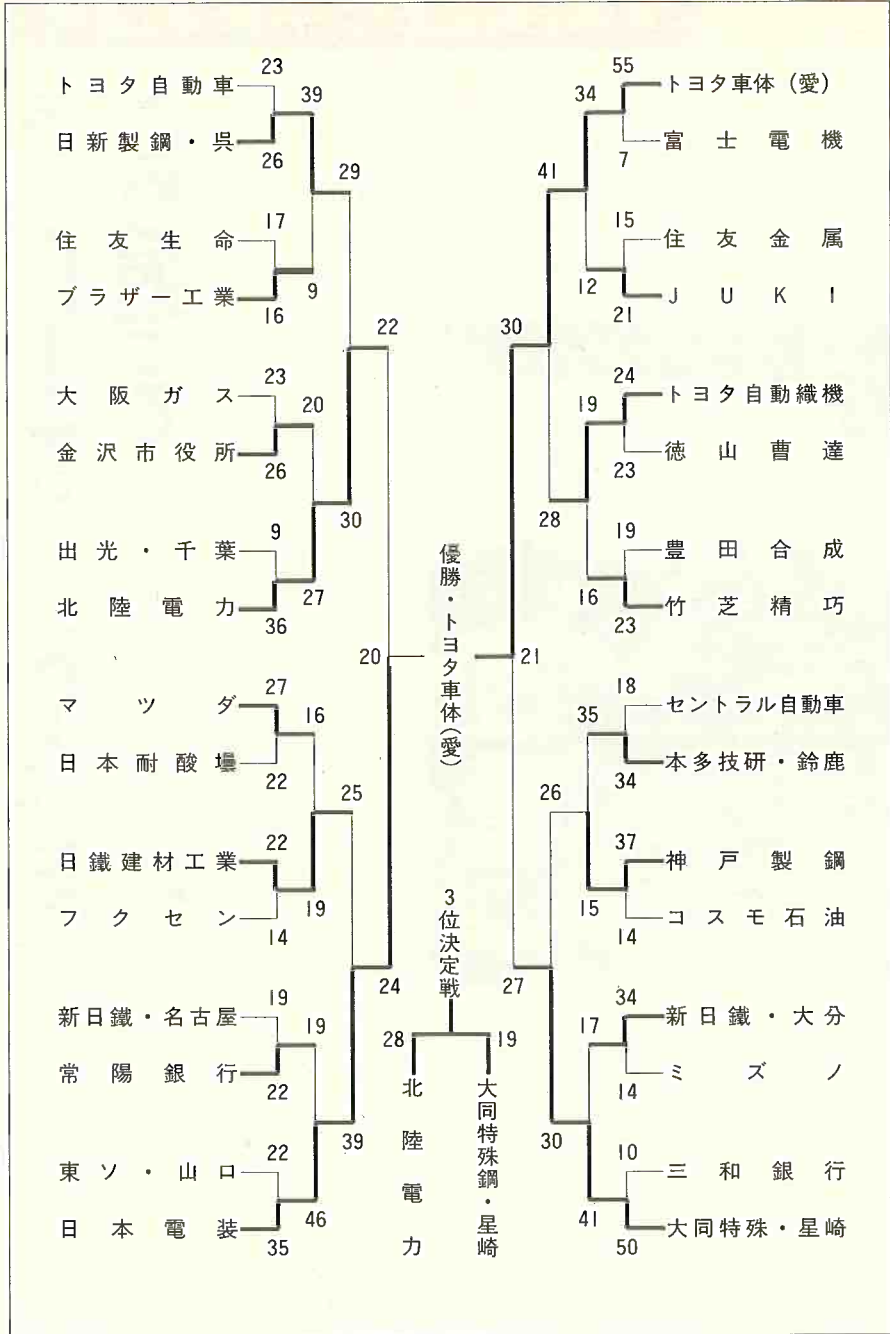 トヨタ自動車 23
39
日新製鋼・呉 26
29
住友生命 17
9
ブラザー工業 16
22
大阪ガス 23
20
金沢市役所 26
30
出光・千葉 9
27
北陸電力 36
20
マツダ 27
16
日本耐酸壜 22
25
日鐵建材工業 22
19
フクセン 14
24
新日鐵・名古屋 19
19
常陽銀行 22
39
東ソ・山口 22
46
日本電装 35
優勝・トヨタ車体(愛)
3位決定戦
28 19
北陸電力
大同特殊鋼・星崎
55 トヨタ車体(愛)
34
7 富士電機
41
15 住友金属
12
21 JUKI
30
24 トヨタ自動織機
19
23 徳山曹達
28
19 豊田合成
16
23 竹芝精巧
21
18 セントラル自動車
35
34 本多技研・鈴鹿
26
37 神戸製鋼
15
14 コスモ石油
27
34 新日鐵・大分
17
14 ミズノ
30
10 三和銀行
41
50 大同特殊・星崎